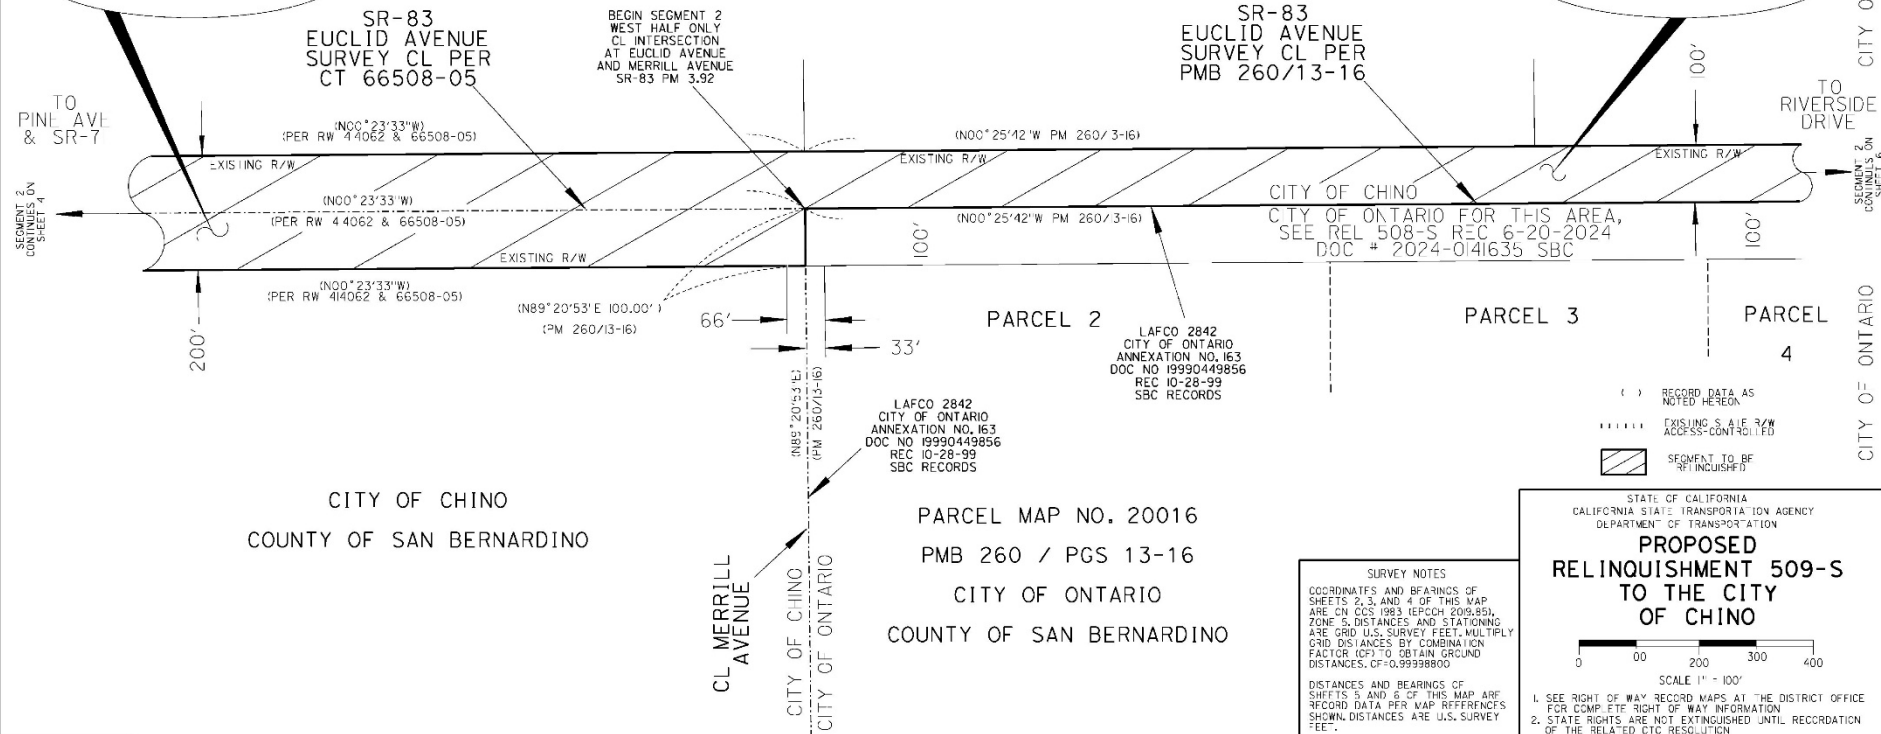 SR-83
EUCLID AVENUE
SURVEY CL PER
CT 66508-05
BEGIN SEGMENT 2
WEST HALF ONLY
CL INTERSECTION
AT EUCLID AVENUE
AND MERRILL AVENUE
SR-83 PM 3.92
SR-83
EUCLID AVENUE
SURVEY CL PER
PMB 260/13-16
100'
CITY O
TO
PINE AVE
& SR-7
TO
RIVERSIDE
DRIVE
(N00°23'33"W)
(PER RW 44062 & 66508-05)
(N00°25'42"W PM 260/3-16)
EXISTING R/W
EXISTING R/W
EXISTING R/W
SEGMENT 2
CONTINUES ON
SHEET 4
SEGMENT 2
CONTINUES ON
SHEET 6
(N00°23'33"W)
(PER RW 44062 & 66508-05)
(N00°25'42"W PM 260/3-16)
CITY OF CHINO
CITY OF ONTARIO FOR THIS AREA,
SEE REL 508-S REC 6-20-2024
DOC # 2024-0141635 SBC
100'
100'
EXISTING R/W
(N00°23'33"W)
(PER RW 414062 & 66508-05)
200'
(N89°20'53"E 100.00')
(PM 260/13-16)
66'
33'
PARCEL 2
PARCEL 3
PARCEL
4
LAFCO 2842
CITY OF ONTARIO
ANNEXATION NO. 163
DOC NO 19990449856
REC 10-28-99
SBC RECORDS
(N89°20'53"E)
(PM 260/13-16)
LAFCO 2842
CITY OF ONTARIO
ANNEXATION NO. 163
DOC NO 19990449856
REC 10-28-99
SBC RECORDS
CITY OF ONTARIO
( ) RECORD DATA AS
NOTED HEREON
EXISTING STATE R/W
ACCESS-CONTROLLED
SEGMENT TO BE
RELINQUISHED
CITY OF CHINO
COUNTY OF SAN BERNARDINO
PARCEL MAP NO. 20016
PMB 260 / PGS 13-16
CITY OF ONTARIO
COUNTY OF SAN BERNARDINO
CL MERRILL
AVENUE
CITY OF CHINO
CITY OF ONTARIO
SURVEY NOTES
COORDINATES AND BEARINGS OF
SHEETS 2, 3, AND 4 OF THIS MAP
ARE ON CCS 1983 (EPOCH 2019.85),
ZONE 5. DISTANCES AND STATIONING
ARE GRID U.S. SURVEY FEET. MULTIPLY
GRID DISTANCES BY COMBINATION
FACTOR (CF) TO OBTAIN GROUND
DISTANCES. CF=0.99998800
DISTANCES AND BEARINGS OF
SHEETS 5 AND 6 OF THIS MAP ARE
RECORD DATA PER MAP REFERENCES
SHOWN. DISTANCES ARE U.S. SURVEY
FEET.
STATE OF CALIFORNIA
CALIFORNIA STATE TRANSPORTATION AGENCY
DEPARTMENT OF TRANSPORTATION
PROPOSED
RELINQUISHMENT 509-S
TO THE CITY
OF CHINO
0 00 200 300 400
SCALE 1" = 100'
1. SEE RIGHT OF WAY RECORD MAPS AT THE DISTRICT OFFICE
FOR COMPLETE RIGHT OF WAY INFORMATION
2. STATE RIGHTS ARE NOT EXTINGUISHED UNTIL RECORDATION
OF THE RELATED CTC RESOLUTION